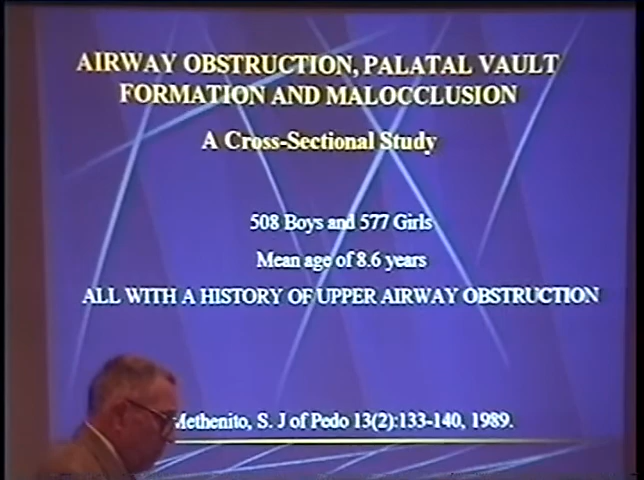 AIRWAY OBSTRUCTION, PALATAL VAULT
FORMATION AND MALOCCLUSION
A Cross-Sectional Study
508 Boys and 577 Girls
Mean age of 8.6 years
ALL WITH A HISTORY OF UPPER AIRWAY OBSTRUCTION
Methenito, S. J of Pedo 13(2):133-140, 1989.